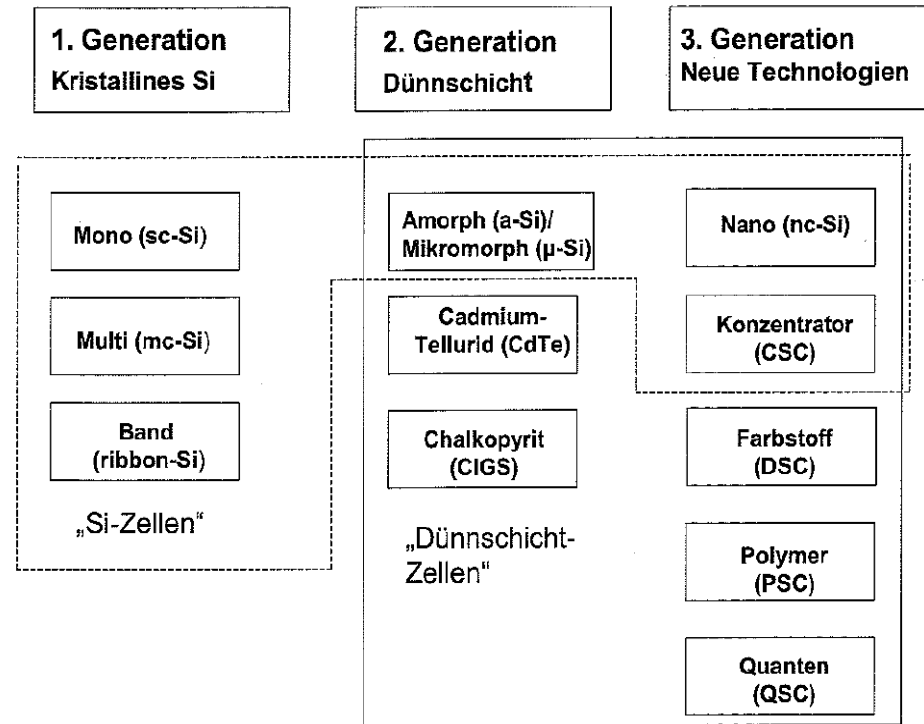 1. Generation
Kristallines Si
2. Generation
Dünnschicht
3. Generation
Neue Technologien
Mono (sc-Si)
Multi (mc-Si)
Band
(ribbon-Si)
„Si-Zellen“
Amorph (a-Si)/
Mikromorph (µ-Si)
Cadmium-
Tellurid (CdTe)
Chalkopyrit
(CIGS)
„Dünnschicht-
Zellen“
Nano (nc-Si)
Konzentrator
(CSC)
Farbstoff
(DSC)
Polymer
(PSC)
Quanten
(QSC)